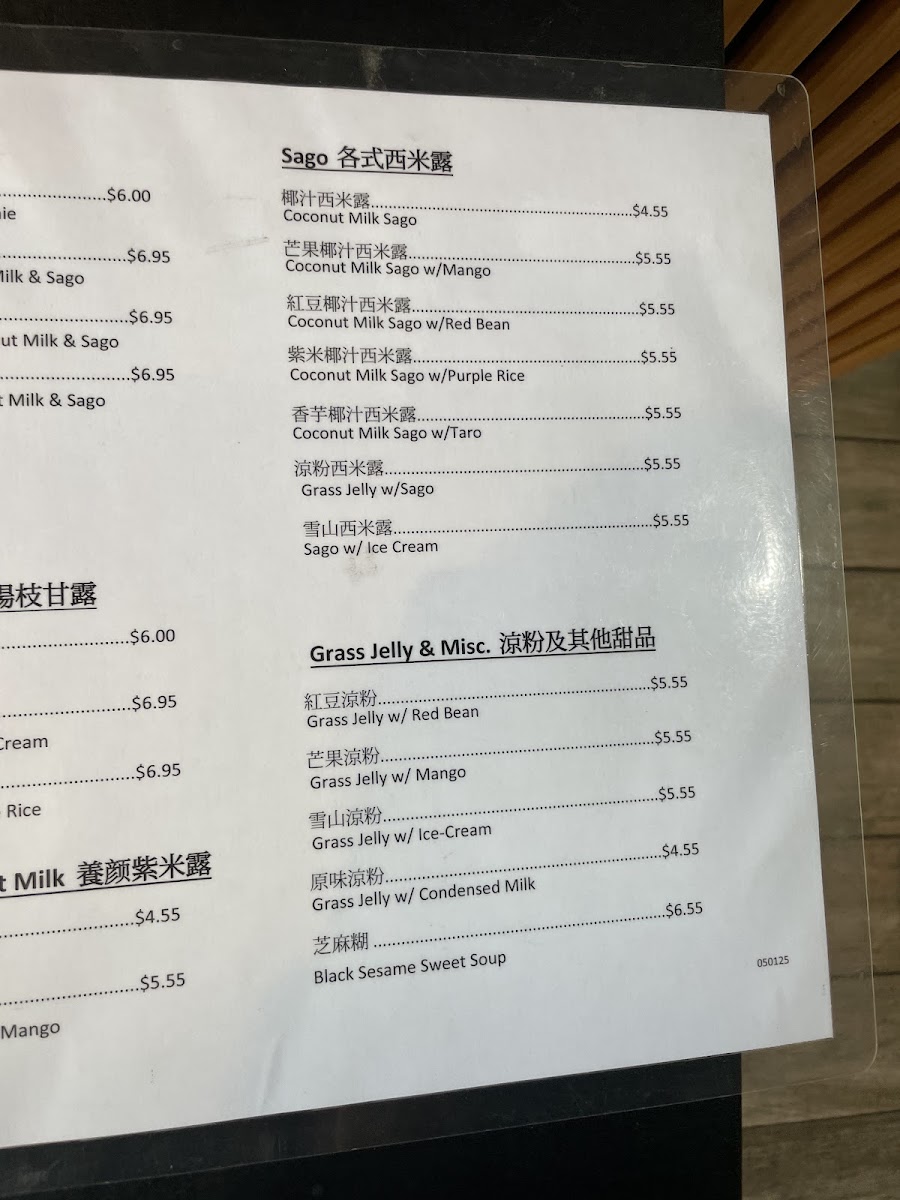 ....................$6.00
....................$6.95
Milk & Sago
....................$6.95
Milk & Sago
....................$6.95
Milk & Sago
枝甘露
....................$6.00
....................$6.95
Cream
....................$6.95
Rice
Milk 養颜紫米露
....................$4.55
....................$5.55
Mango
Sago 各式西米露
椰汁西米露....................$4.55
Coconut Milk Sago
芒果椰汁西米露....................$5.55
Coconut Milk Sago w/Mango
紅豆椰汁西米露....................$5.55
Coconut Milk Sago w/Red Bean
紫米椰汁西米露....................$5.55
Coconut Milk Sago w/Purple Rice
香芋椰汁西米露....................$5.55
Coconut Milk Sago w/Taro
涼粉西米露....................$5.55
Grass Jelly w/Sago
雪山西米露....................$5.55
Sago w/ Ice Cream
Grass Jelly & Misc. 涼粉及其他甜品
紅豆涼粉....................$5.55
Grass Jelly w/ Red Bean
芒果涼粉....................$5.55
Grass Jelly w/ Mango
雪山涼粉....................$5.55
Grass Jelly w/ Ice-Cream
原味涼粉....................$4.55
Grass Jelly w/ Condensed Milk
芝麻糊 ....................$6.55
Black Sesame Sweet Soup
050125